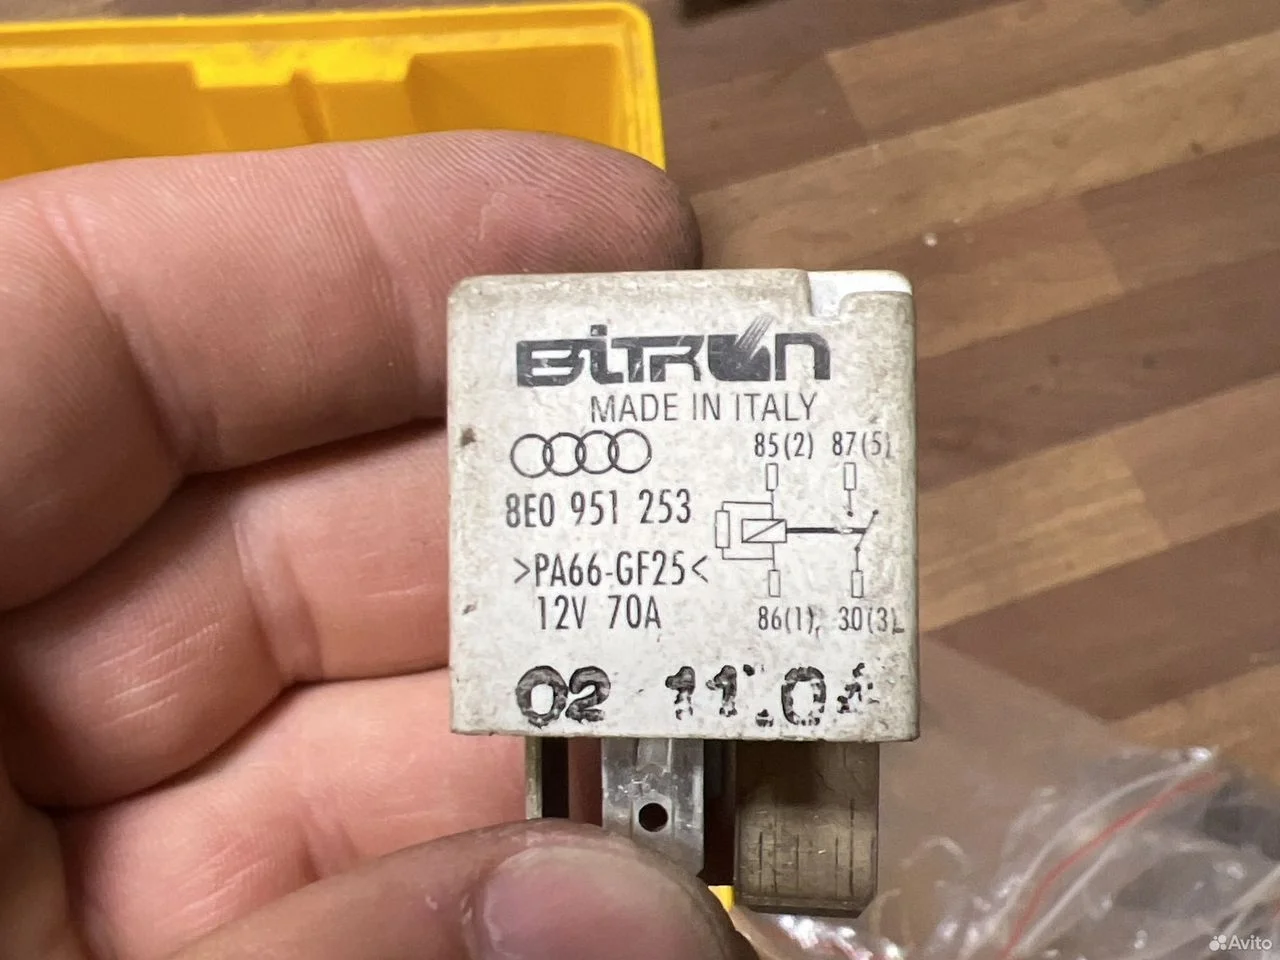 BITRON
MADE IN ITALY
85(2) 87(5)
8E0 951 253
>PA66-GF25<
12V 70A
86(1) 30(3)
02 11.04
Avito